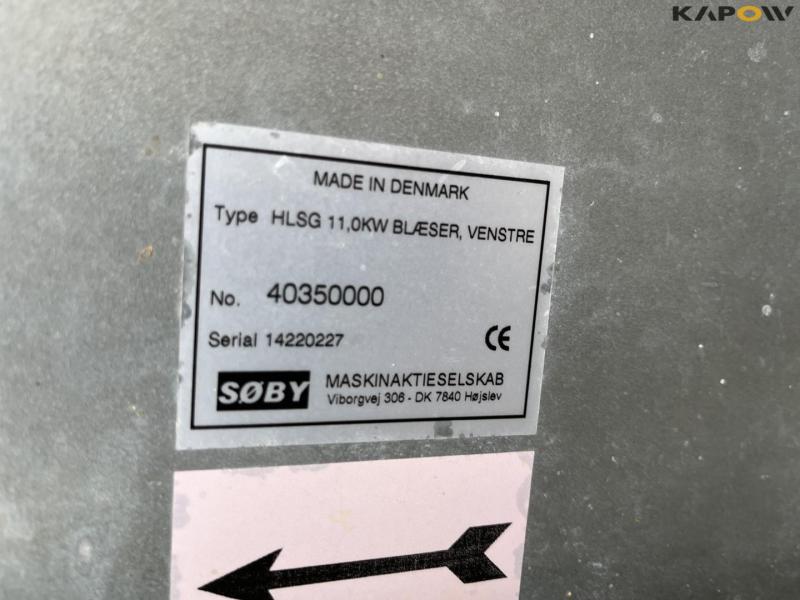 KAPOW
MADE IN DENMARK
Type HLSG 11,0KW BLÆSER, VENSTRE
No. 40350000
Serial 14220227 CE
SØBY MASKINAKTIESELSKAB
Viborgvej 306 - DK 7840 Højslev